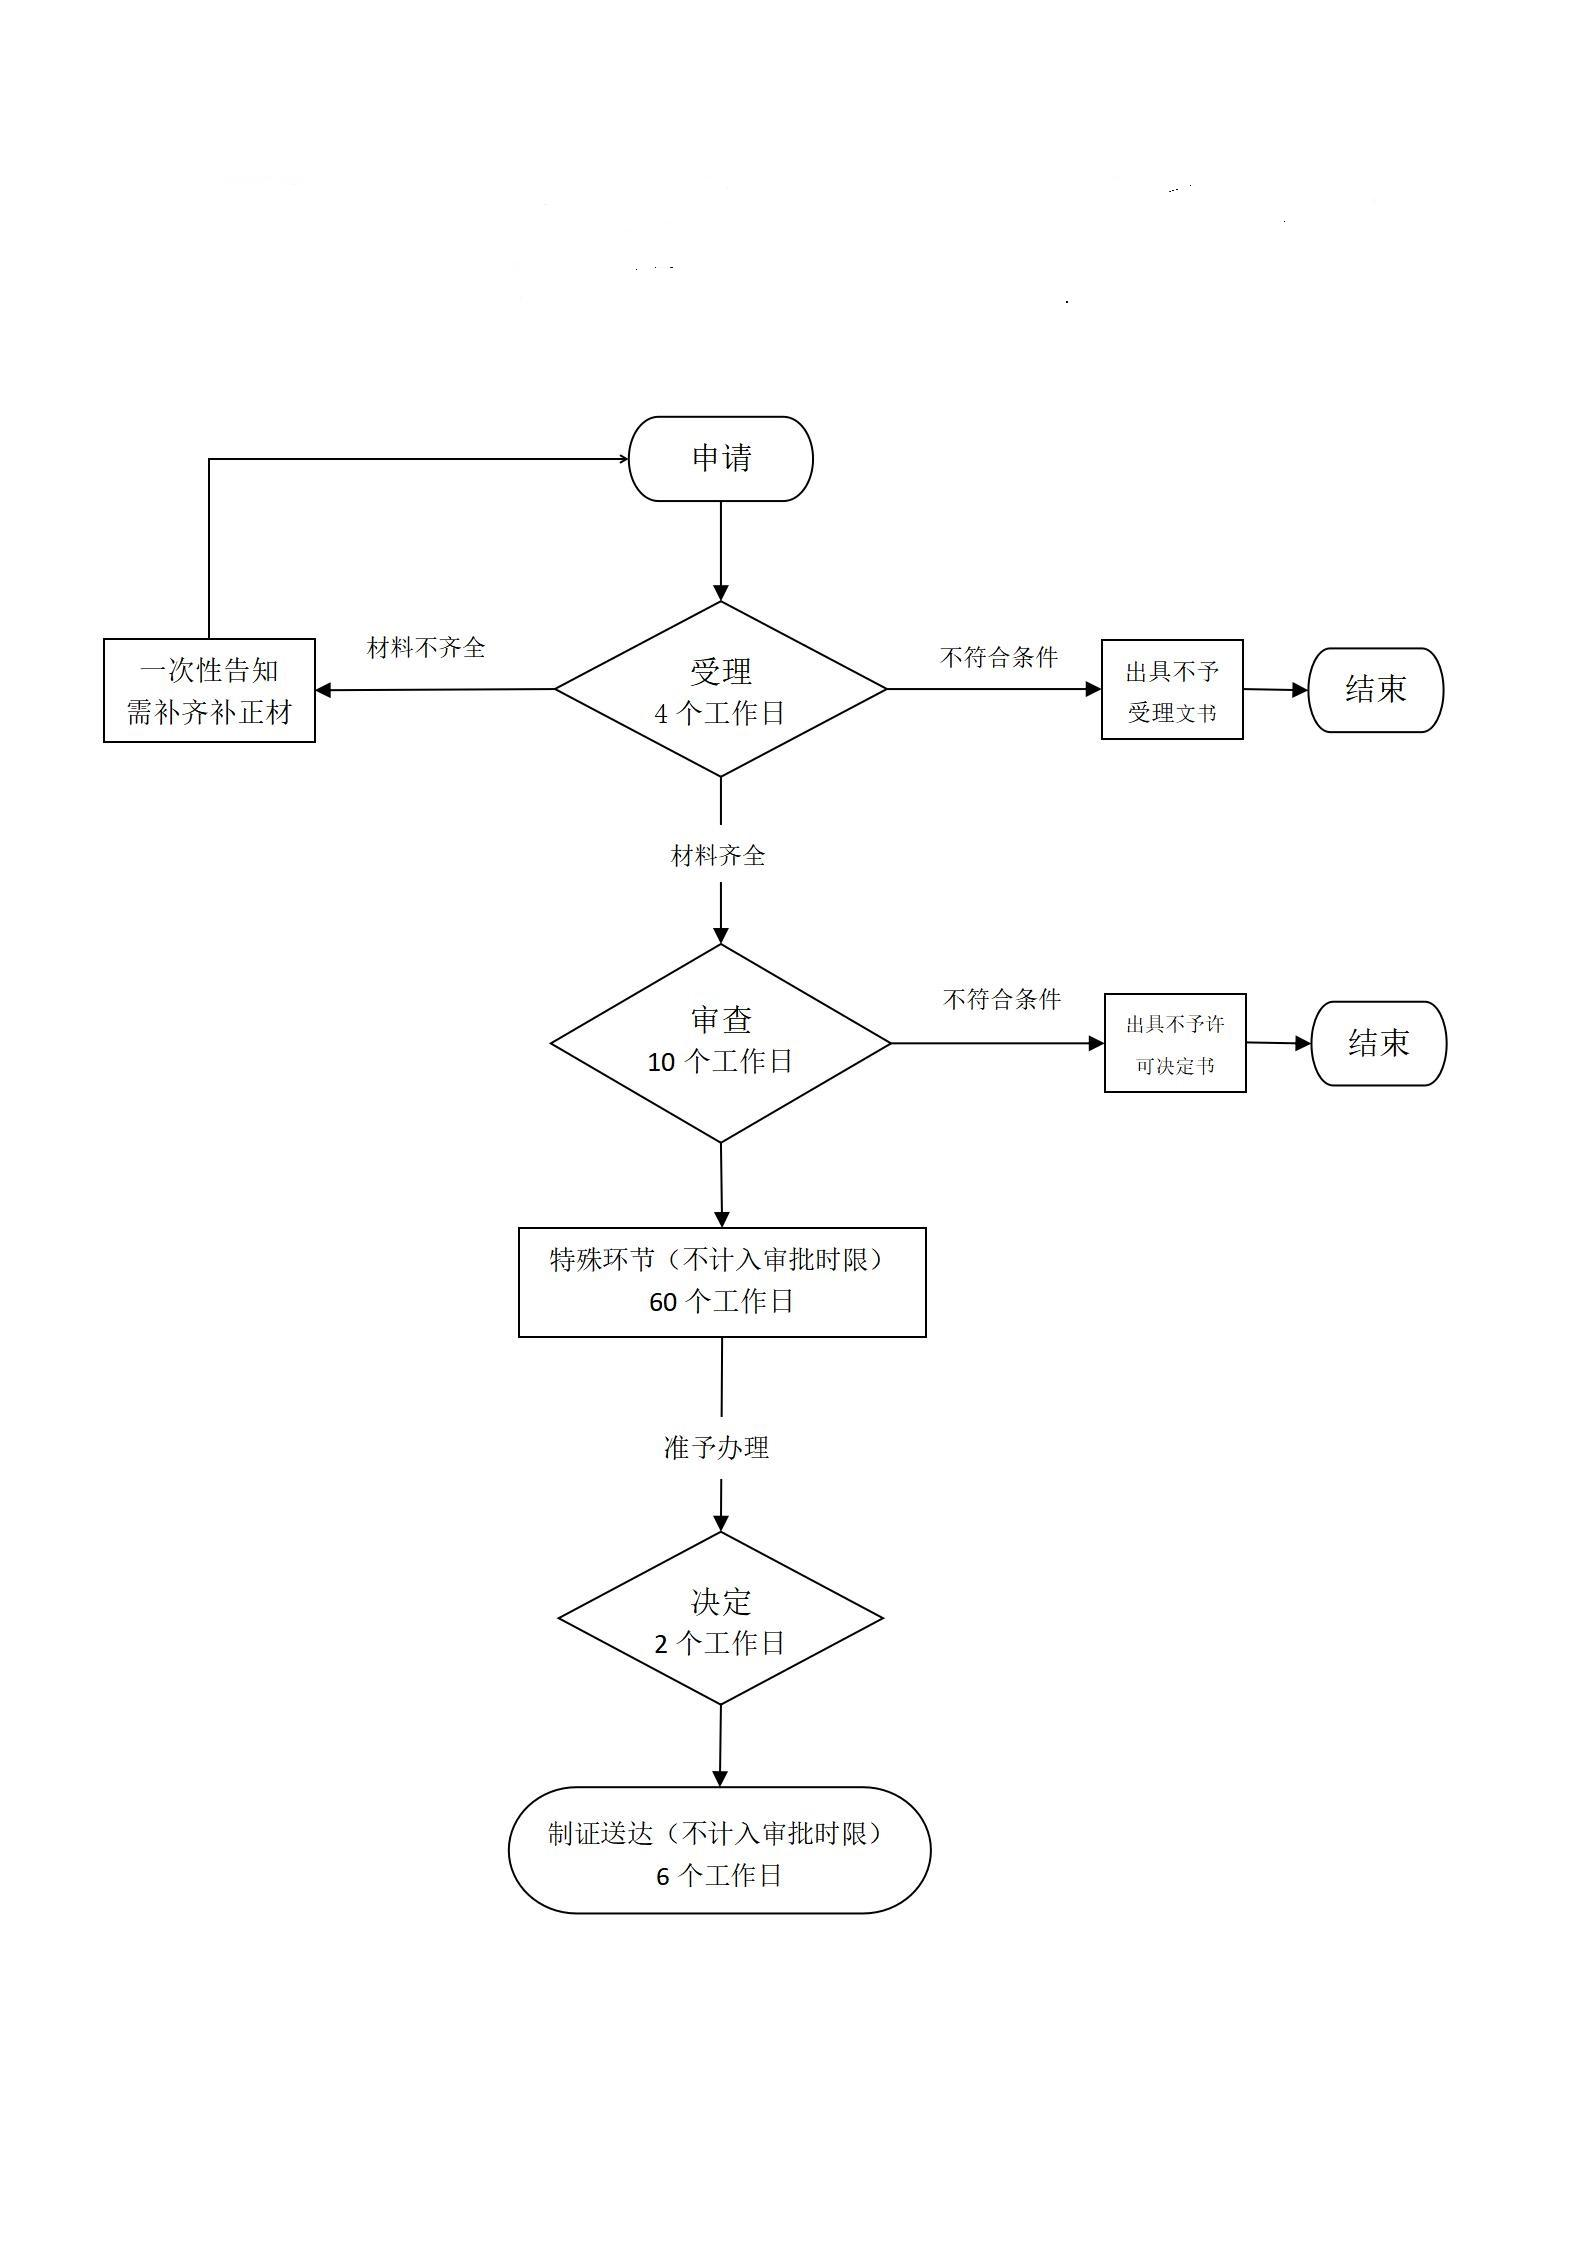 申请
材料不齐全
不符合条件
一次性告知
需补齐补正材
受理
4 个工作日
出具不予
受理文书
结束
材料齐全
不符合条件
审查
10 个工作日
出具不予许
可决定书
结束
特殊环节（不计入审批时限）
60 个工作日
准予办理
决定
2 个工作日
制证送达（不计入审批时限）
6 个工作日